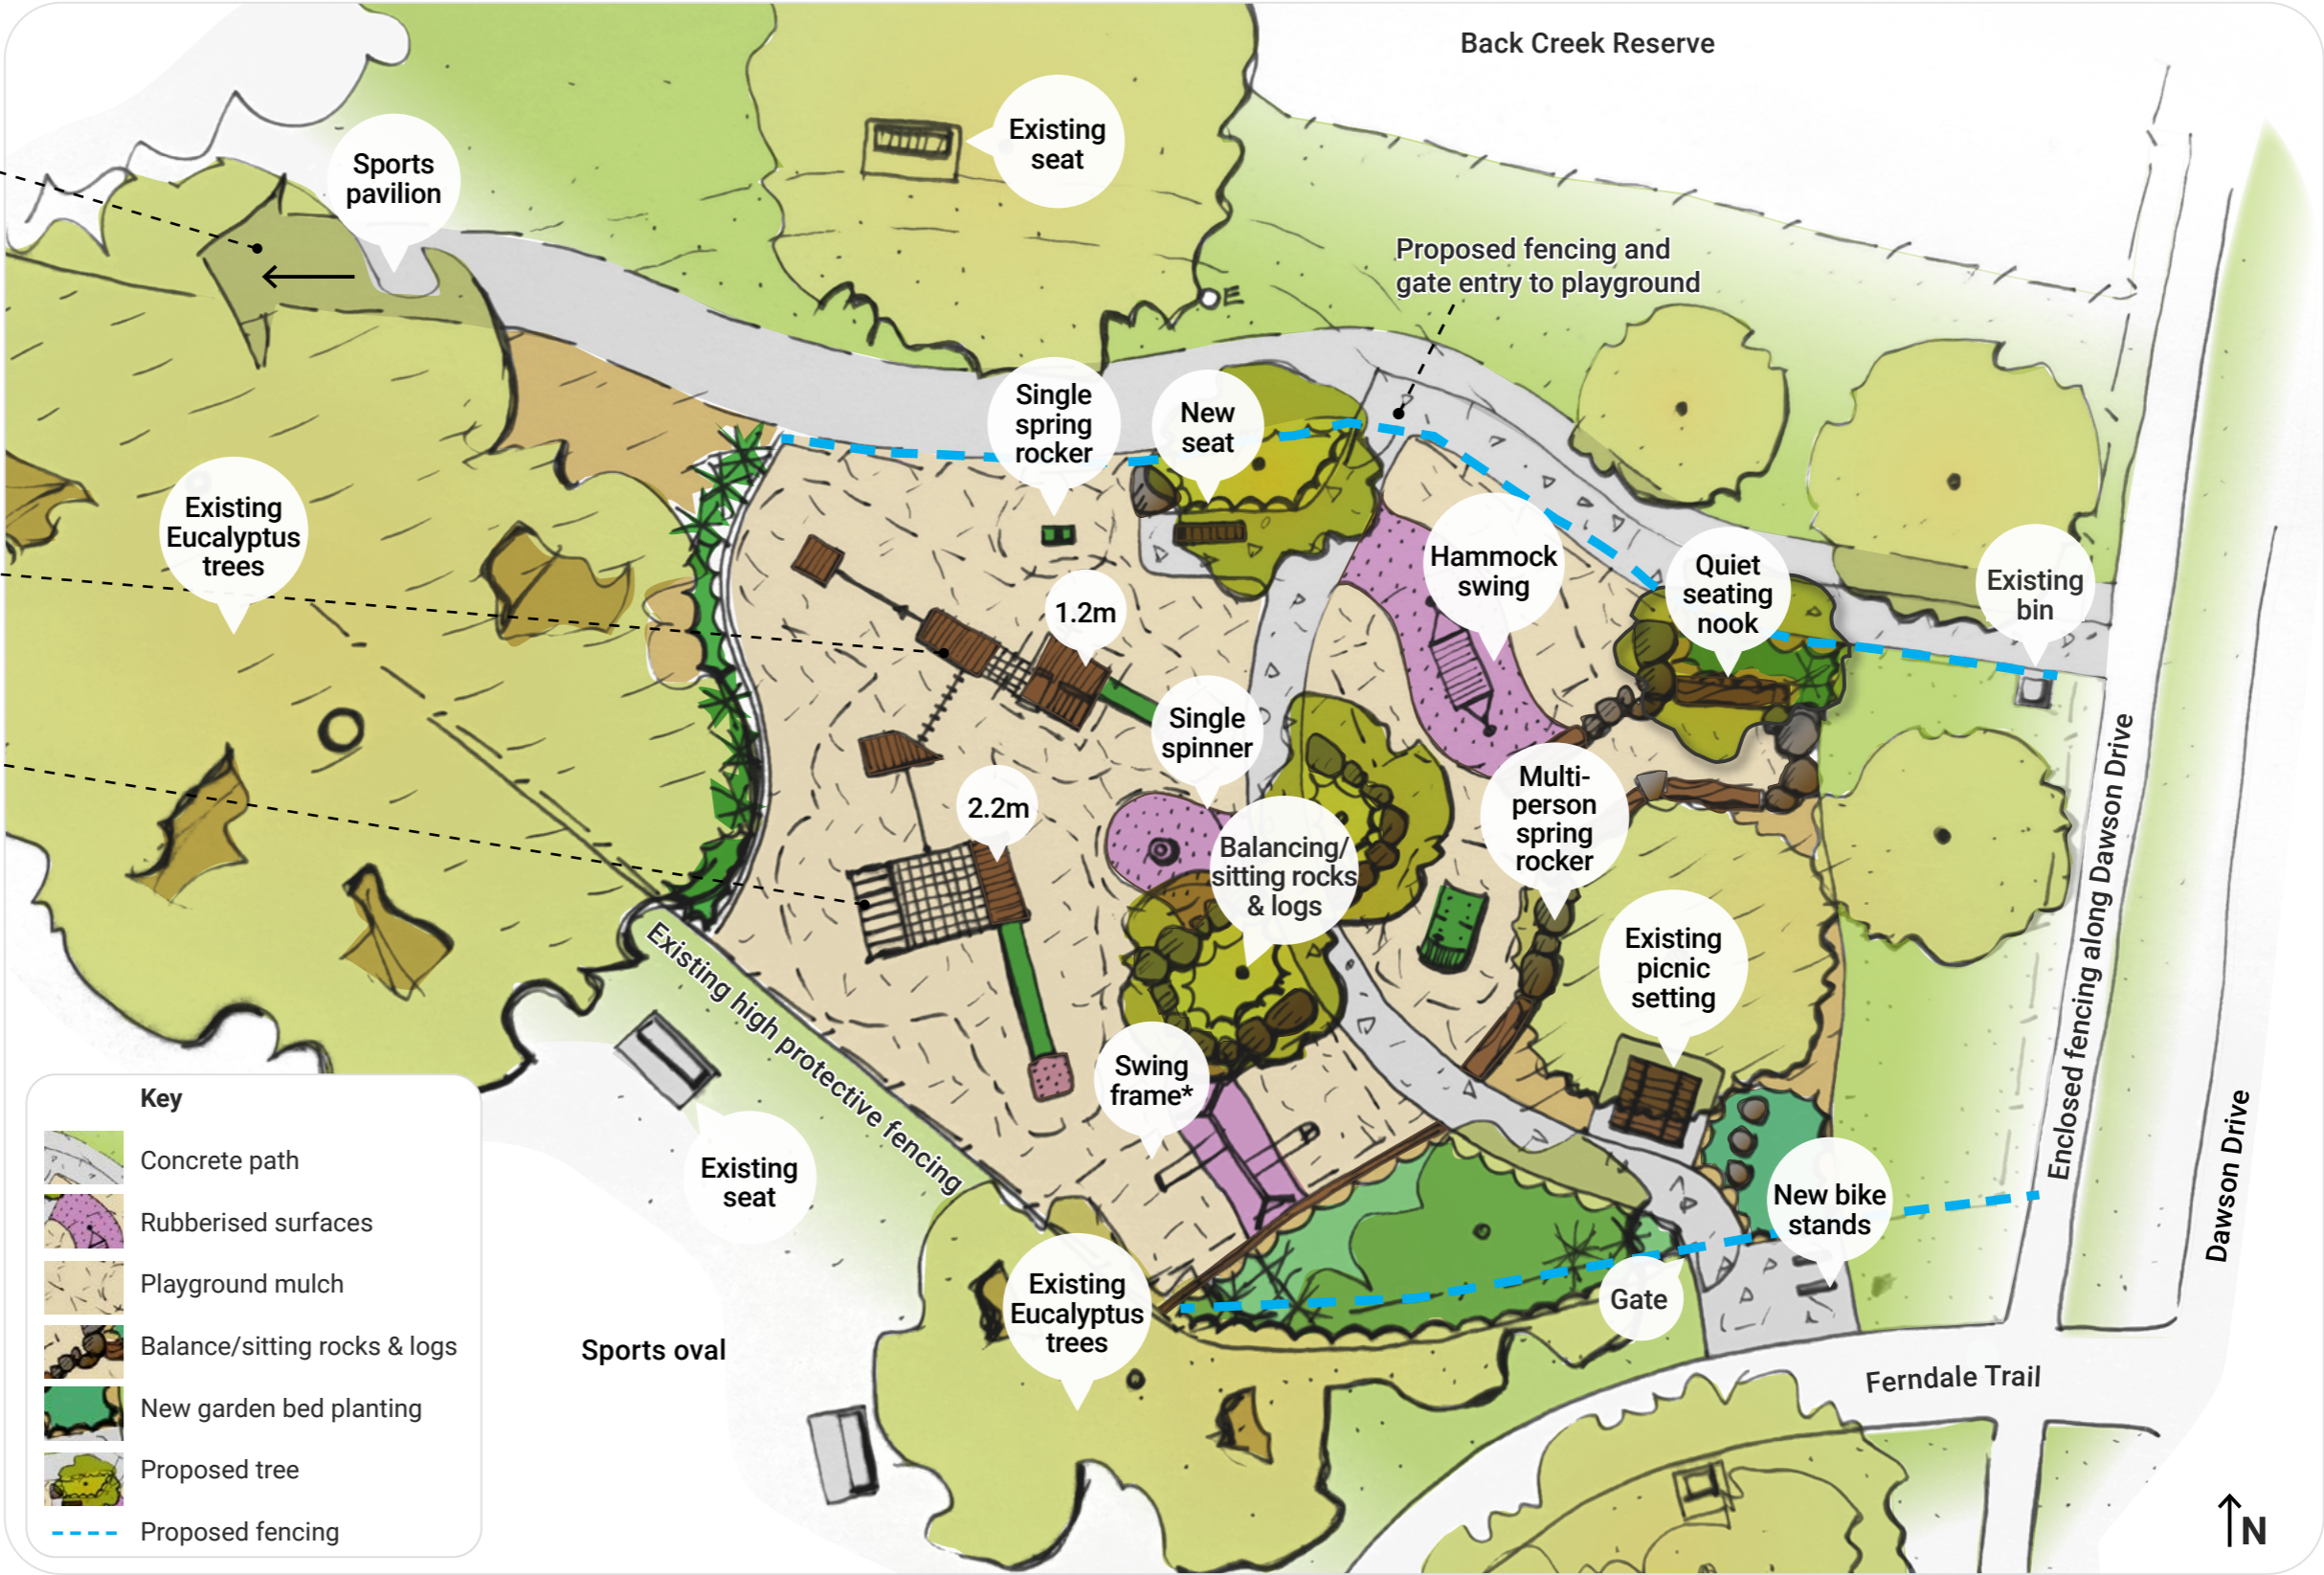 Back Creek Reserve
Existing
seat
Sports
pavilion
Proposed fencing and
gate entry to playground
E
Single
spring
rocker
New
seat
Existing
Eucalyptus
trees
Hammock
swing
Quiet
seating
nook
Existing
bin
1.2m
Single
spinner
2.2m
Multi-
person
spring
rocker
Balancing/
sitting rocks
& logs
Existing
picnic
setting
Enclosed fencing along Dawson Drive
Dawson Drive
Existing high protective fencing
Swing
frame*
Existing
seat
New bike
stands
Gate
Existing
Eucalyptus
trees
Sports oval
Ferndale Trail
Key
Concrete path
Rubberised surfaces
Playground mulch
Balance/sitting rocks & logs
New garden bed planting
Proposed tree
Proposed fencing
N